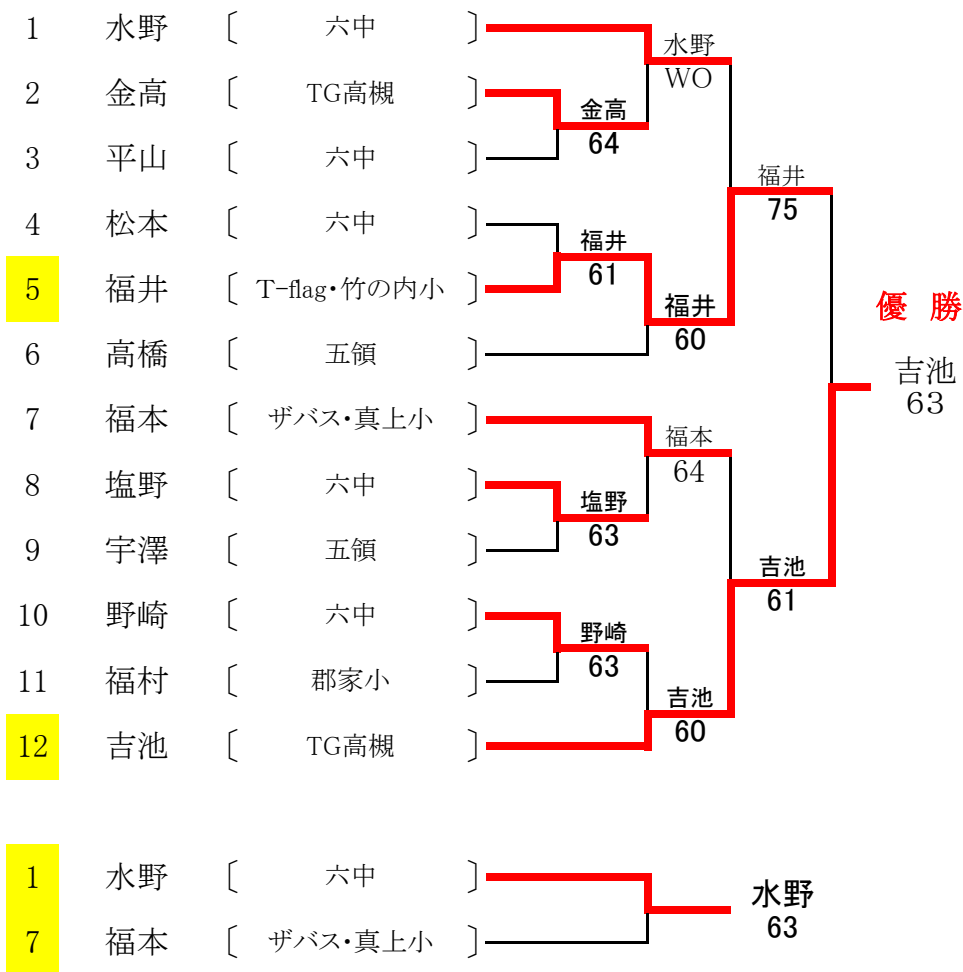 1 水野 〔 六中 〕
水野
WO
2 金高 〔 TG高槻 〕
金高
64
3 平山 〔 六中 〕
福井
75
4 松本 〔 六中 〕
福井
61
5 福井 〔 T-flag・竹の内小 〕
福井
60
優 勝
6 高橋 〔 五領 〕
吉池
63
7 福本 〔 ザバス・真上小 〕
福本
64
8 塩野 〔 六中 〕
塩野
63
9 宇澤 〔 五領 〕
吉池
61
10 野崎 〔 六中 〕
野崎
63
11 福村 〔 郡家小 〕
吉池
60
12 吉池 〔 TG高槻 〕
1 水野 〔 六中 〕
水野
63
7 福本 〔 ザバス・真上小 〕